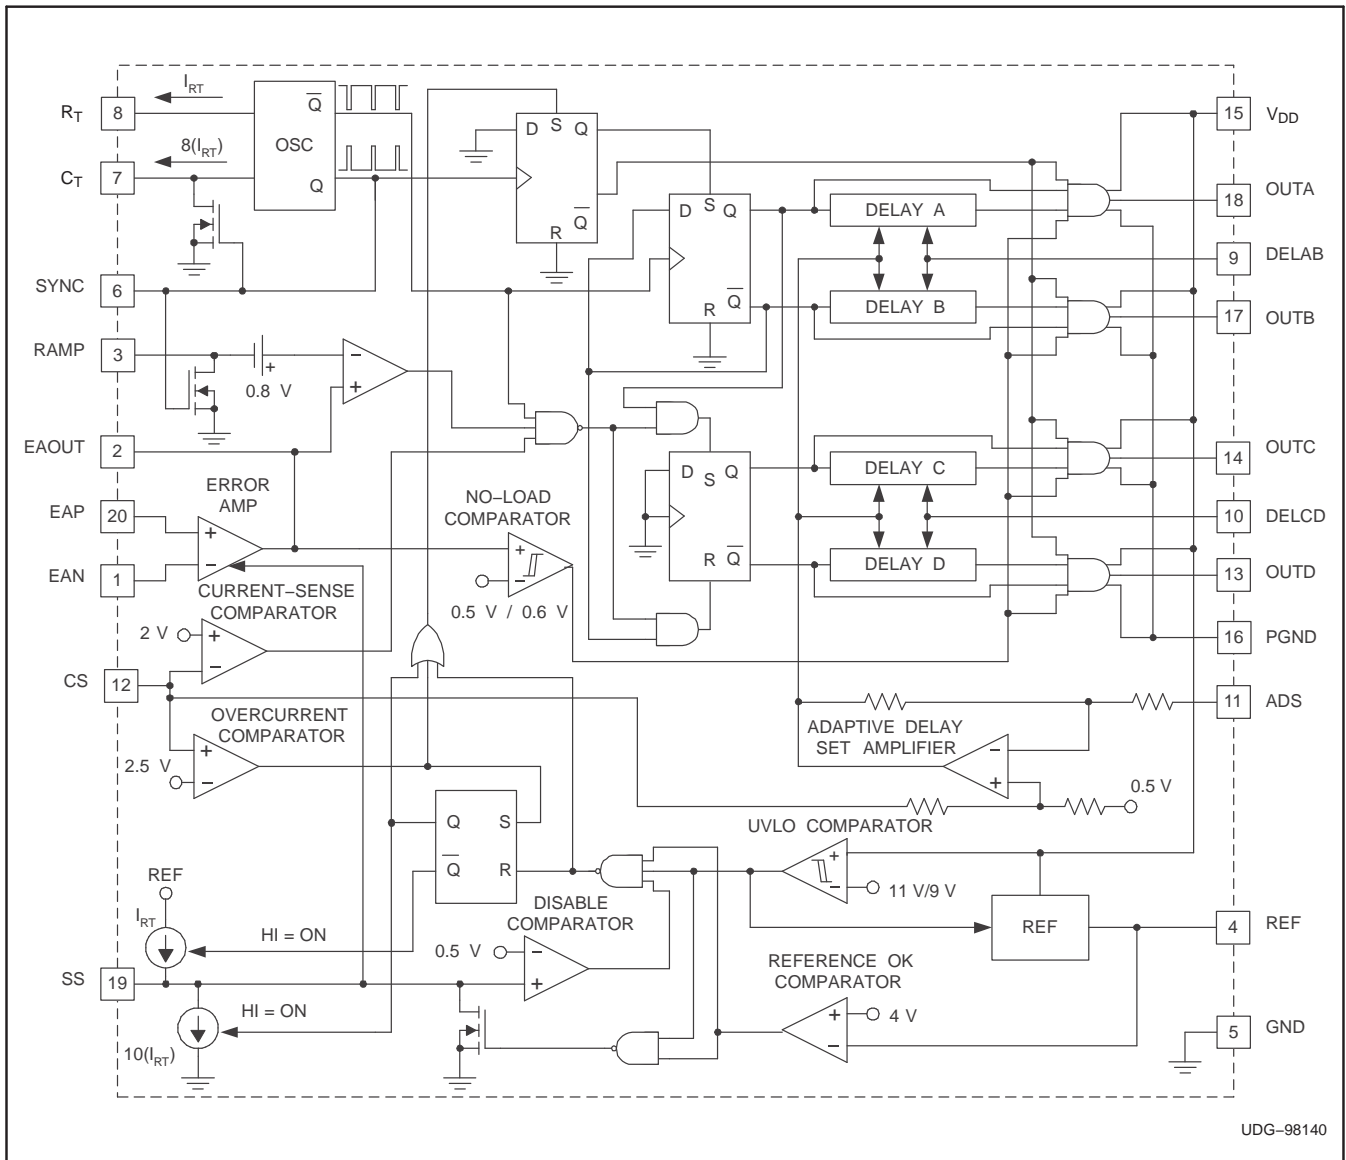 I_RT
R_T
8
OSC
Q̅
Q
8(I_RT)
C_T
7
SYNC
6
RAMP
3
0.8 V
−
+
+
EAOUT
2
ERROR
AMP
EAP
20
+
−
EAN
1
NO−LOAD
COMPARATOR
+
−
0.5 V / 0.6 V
CURRENT−SENSE
COMPARATOR
2 V
+
−
CS
12
OVERCURRENT
COMPARATOR
2.5 V
+
−
D S Q
Q̅
R
D S Q
Q̅
R
D S Q
R Q̅
DELAY A
DELAY B
DELAY C
DELAY D
15
V_DD
18
OUTA
9
DELAB
17
OUTB
14
OUTC
10
DELCD
13
OUTD
16
PGND
11
ADS
ADAPTIVE DELAY
SET AMPLIFIER
−
+
0.5 V
Q S
Q̅ R
UVLO COMPARATOR
+
−
11 V/9 V
REF
4
REF
REF
I_RT
HI = ON
DISABLE
COMPARATOR
0.5 V
−
+
SS
19
HI = ON
10(I_RT)
REFERENCE OK
COMPARATOR
+
−
4 V
5
GND
UDG−98140